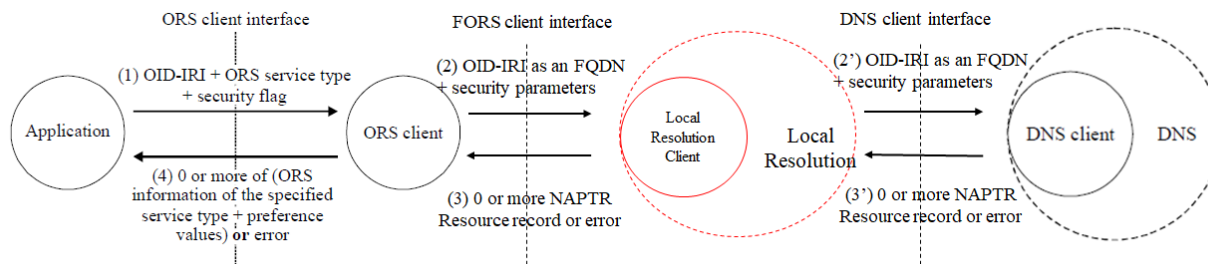 ORS client interface
FORS client interface
DNS client interface
(1) OID-IRI + ORS service type
+ security flag
(2) OID-IRI as an FQDN
+ security parameters
(2’) OID-IRI as an FQDN
+ security parameters
Application
ORS client
Local
Resolution
Client
Local
Resolution
DNS client
DNS
(4) 0 or more of (ORS
information of the specified
service type + preference
values) or error
(3) 0 or more NAPTR
Resource record or error
(3’) 0 or more NAPTR
Resource record or error